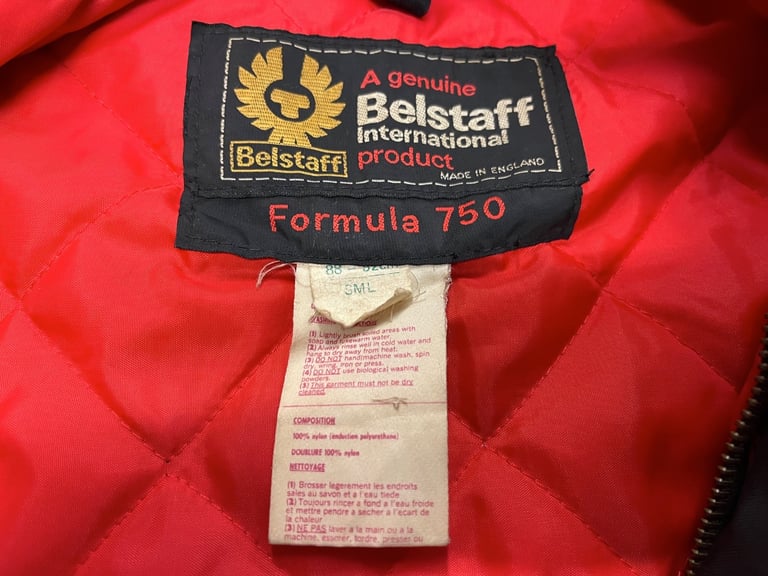 Belstaff
A genuine
Belstaff
International
product
MADE IN ENGLAND
Formula 750
88
SML
(1) Lightly brush soiled areas with
soap and lukewarm water.
(2) Always rinse well in cold water and
hang to dry away from heat.
(3) DO NOT hand/machine wash, spin
dry, wring, iron or press.
(4) DO NOT use biological washing
powders.
(5) This garment must not be dry
cleaned.
COMPOSITION
100% nylon (enduction polyurethane)
DOUBLURE 100% nylon
NETTOYAGE
(1) Brosser legerement les endroits
sales au savon et a l'eau tiede
(2) Toujours rincer a fond a l'eau froide
et mettre pendre a secher a l'ecart de
la chaleur
(3) NE PAS laver a la main ou a la
machine, essorer, tordre, presser ou